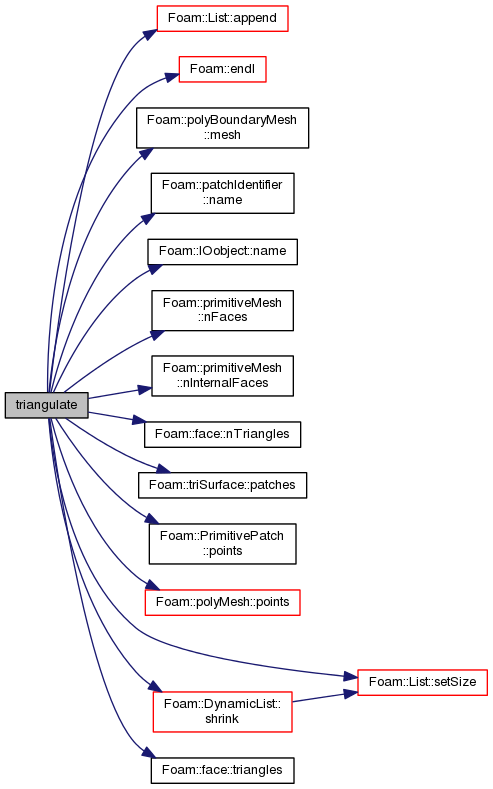 Foam::List::append
Foam::endl
Foam::polyBoundaryMesh
::mesh
Foam::patchIdentifier
::name
Foam::IOobject::name
Foam::primitiveMesh
::nFaces
Foam::primitiveMesh
::nInternalFaces
triangulate
Foam::face::nTriangles
Foam::triSurface::patches
Foam::PrimitivePatch
::points
Foam::polyMesh::points
Foam::List::setSize
Foam::DynamicList::
shrink
Foam::face::triangles